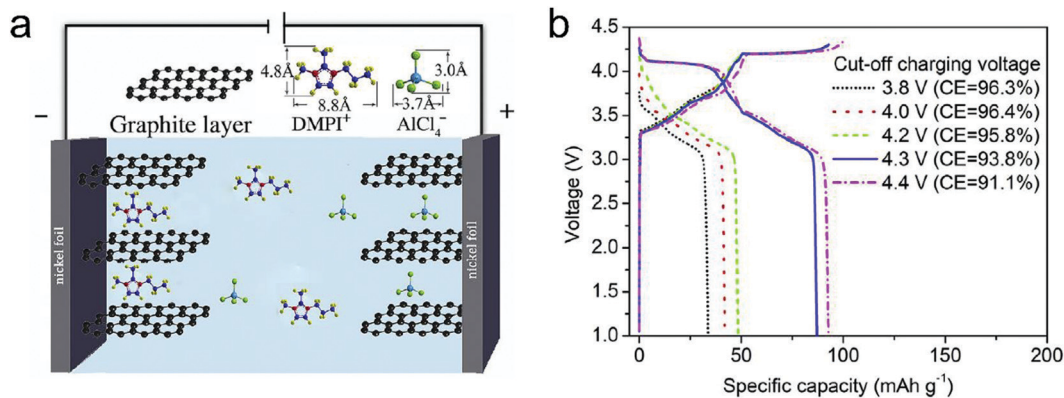 a
4.8Å
8.8Å
DMPI⁺
3.0Å
3.7Å
AlCl₄⁻
−
+
Graphite layer
nickel foil
nickel foil
b
Cut-off charging voltage
3.8 V (CE=96.3%)
4.0 V (CE=96.4%)
4.2 V (CE=95.8%)
4.3 V (CE=93.8%)
4.4 V (CE=91.1%)
Voltage (V)
4.5
4.0
3.5
3.0
2.5
2.0
1.5
1.0
0
50
100
150
200
Specific capacity (mAh g⁻¹)